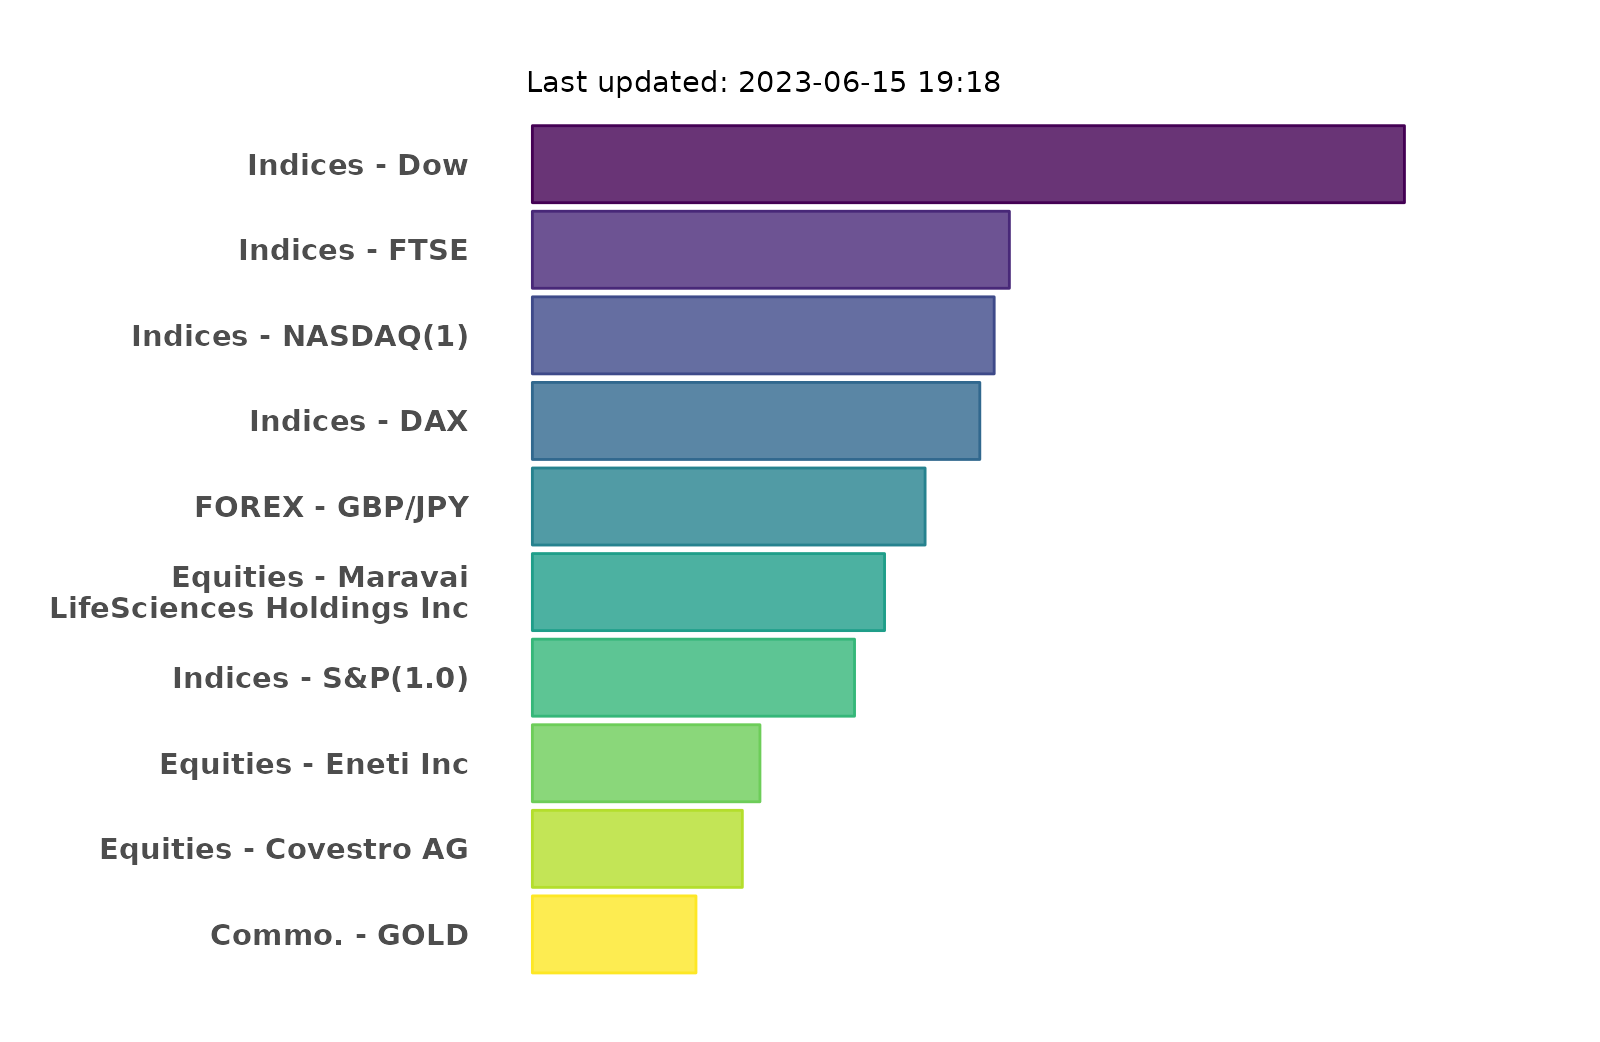 Last updated: 2023-06-15 19:18
Indices - Dow
Indices - FTSE
Indices - NASDAQ(1)
Indices - DAX
FOREX - GBP/JPY
Equities - Maravai
LifeSciences Holdings Inc
Indices - S&P(1.0)
Equities - Eneti Inc
Equities - Covestro AG
Commo. - GOLD